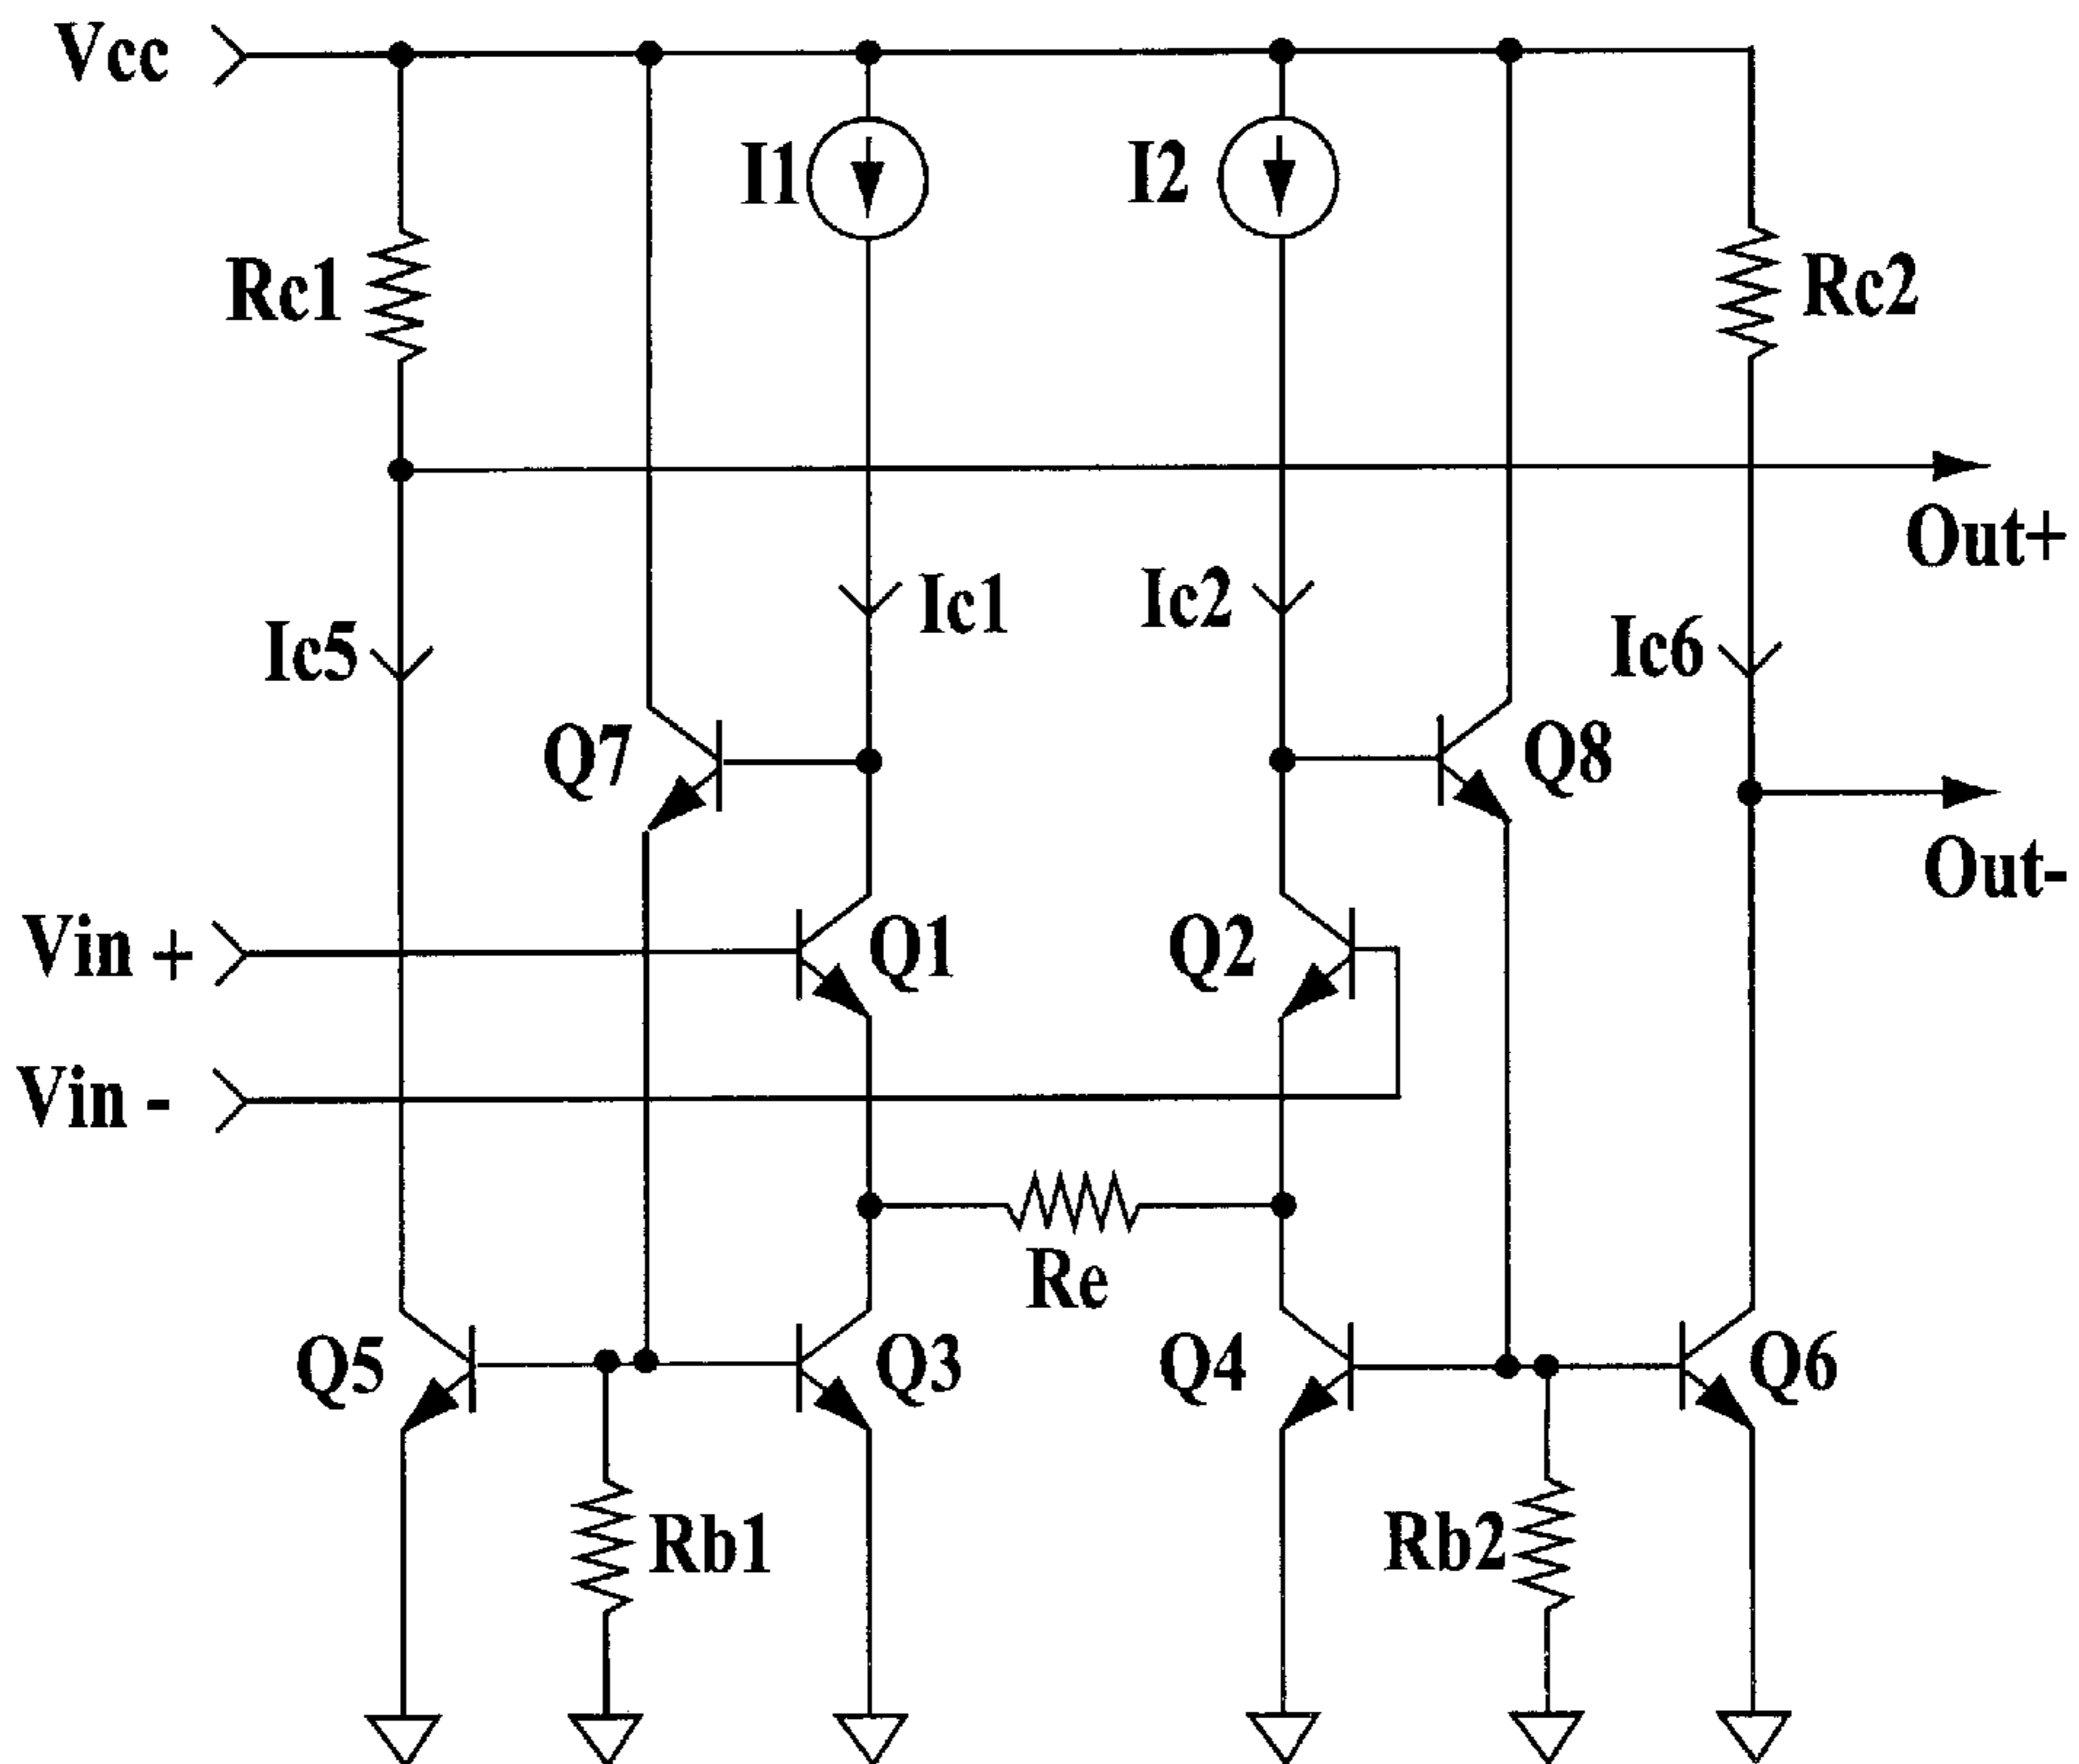 Vcc
I1
I2
Rc1
Rc2
Out+
Ic1
Ic2
Ic5
Ic6
Q7
Q8
Out-
Vin +
Q1
Q2
Vin -
Re
Q5
Q3
Q4
Q6
Rb1
Rb2